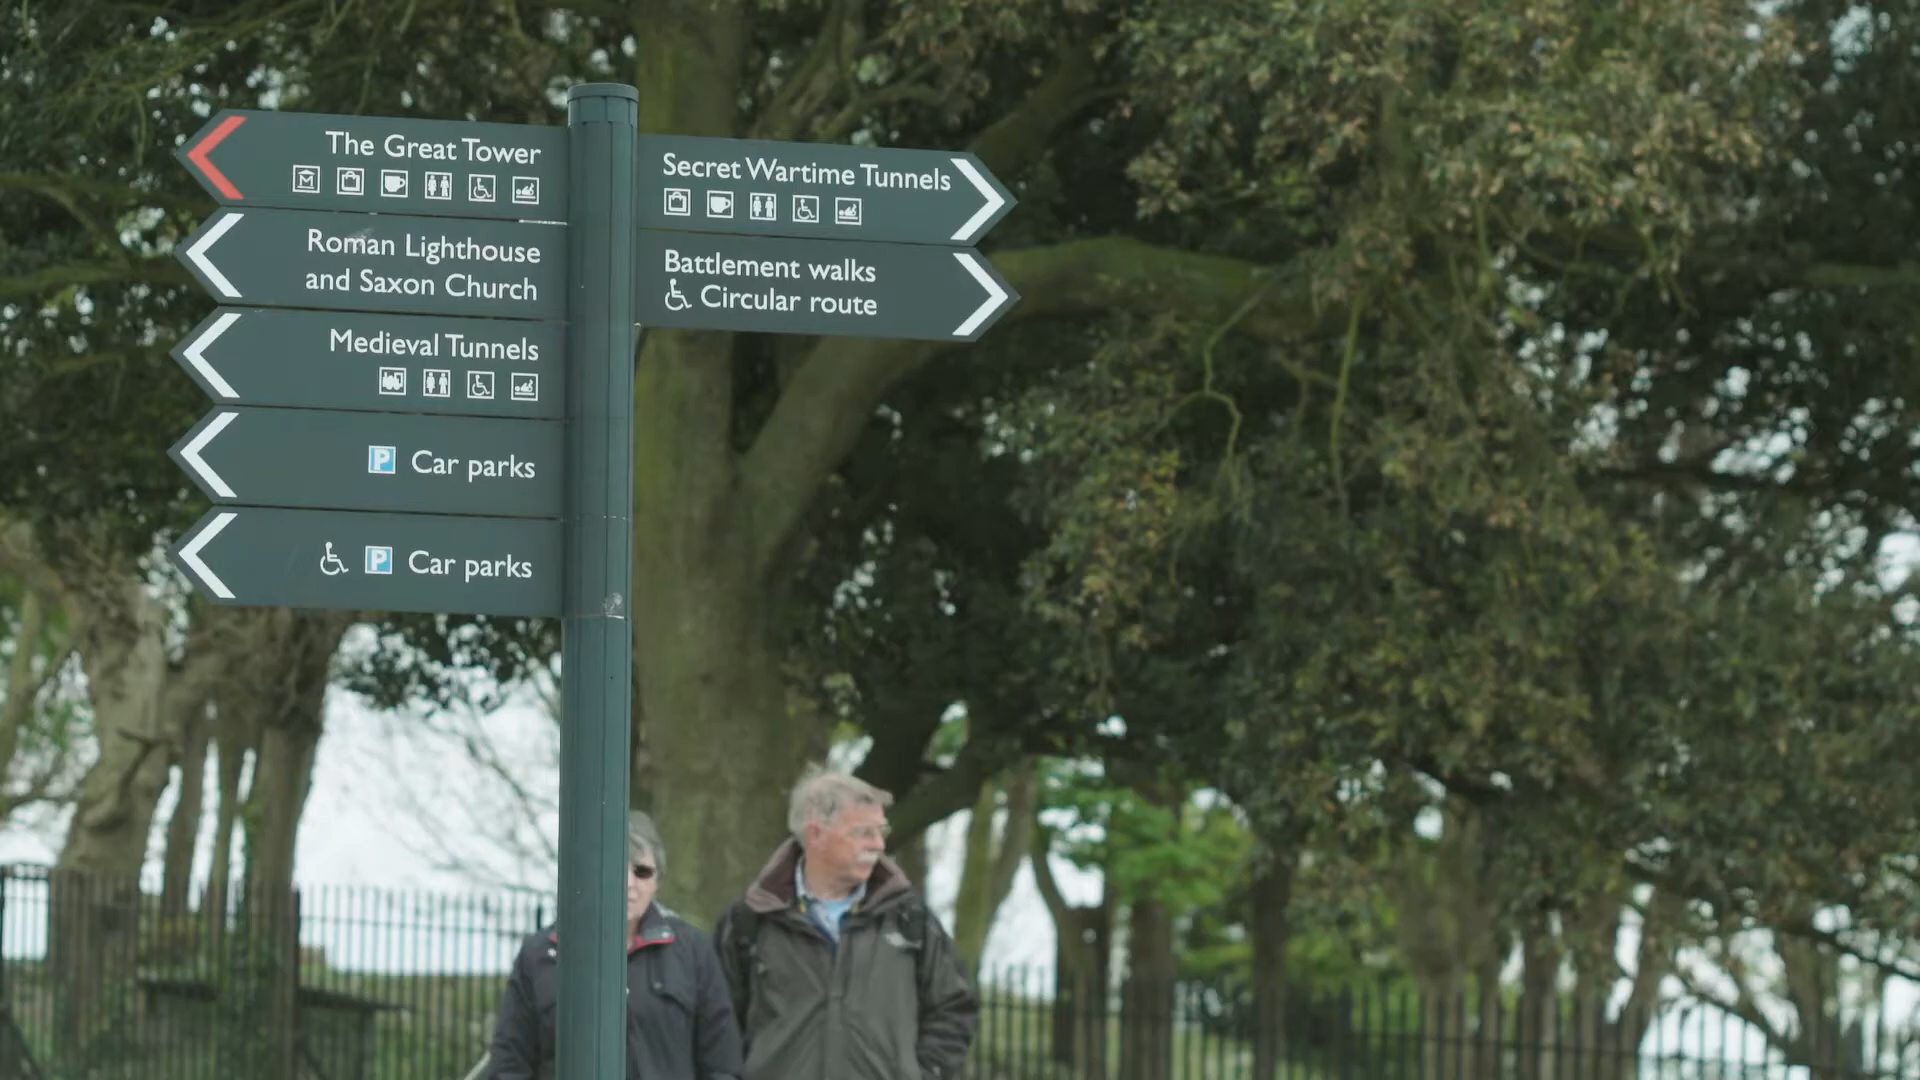 The Great Tower
Roman Lighthouse
and Saxon Church
Medieval Tunnels
P Car parks
P Car parks
Secret Wartime Tunnels
Battlement walks
Circular route